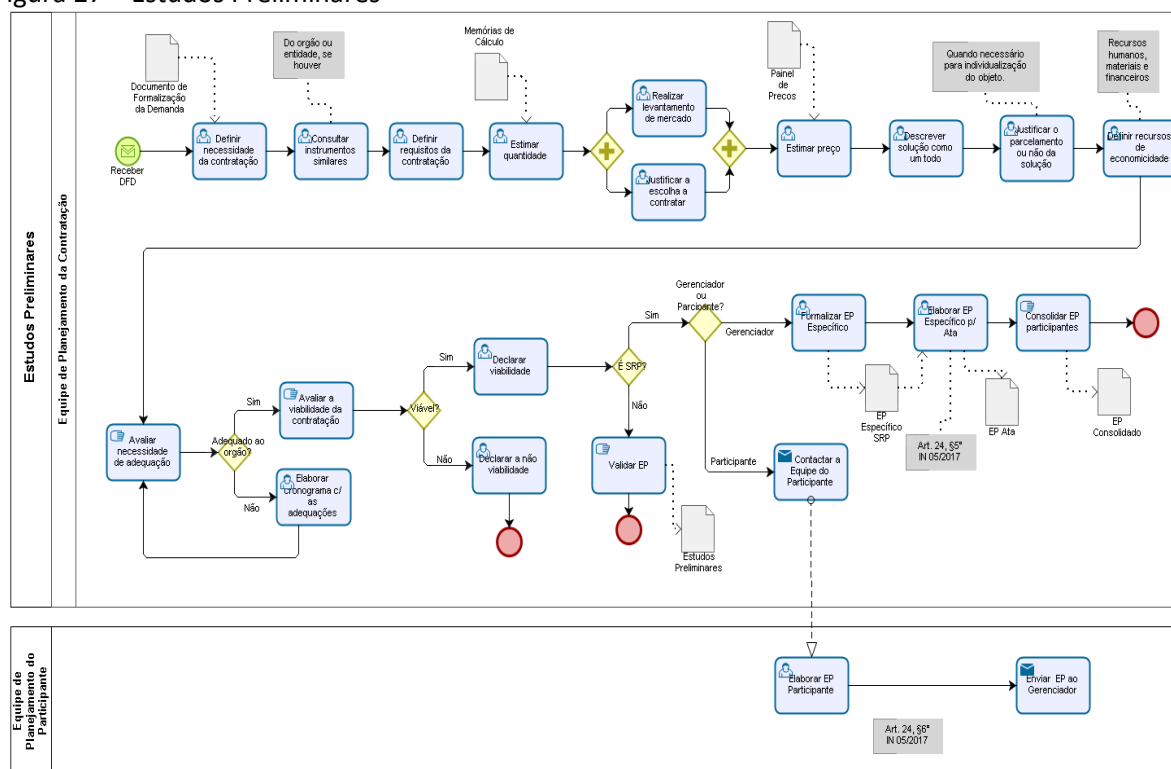 Figura 27 – Estudos Preliminares
Estudos Preliminares
Equipe de Planejamento da Contratação
Documento de
Formalização
da Demanda
Do orgão ou
entidade, se
houver
Memórias de
Cálculo
Painel
de
Precos
Quando necessário
para individualização
do objeto.
Recursos
humanos,
materiais e
financeiros
Receber
DFD
Definir
necessidade
da contratação
Consultar
instrumentos
similares
Definir
requisitos da
contratação
Estimar
quantidade
Realizar
levantamento
de mercado
Justificar a
escolha a
contratar
Estimar preço
Descrever
solução como
um todo
Justificar o
parcelamento
ou não da
solução
Definir recursos
de
economicidade
Avaliar
necessidade
de adequação
Adequado ao
orgão?
Sim
Não
Avaliar a
viabilidade da
contratação
Elaborar
cronograma c/
as
adequações
Viável?
Sim
Não
Declarar
viabilidade
Declarar a não
viabilidade
É SRP?
Sim
Não
Validar EP
Estudos
Preliminares
Gerenciador
ou
Parcipante?
Gerenciador
Participante
Formalizar EP
Específico
EP
Específico
SRP
Elaborar EP
Específico p/
Ata
Art. 24, §5°
IN 05/2017
EP Ata
Consolidar EP
participantes
EP
Consolidado
Contactar a
Equipe do
Participante
Equipe de
Planejamento do
Participante
Elaborar EP
Participante
Art. 24, §6°
IN 05/2017
Enviar EP ao
Gerenciador